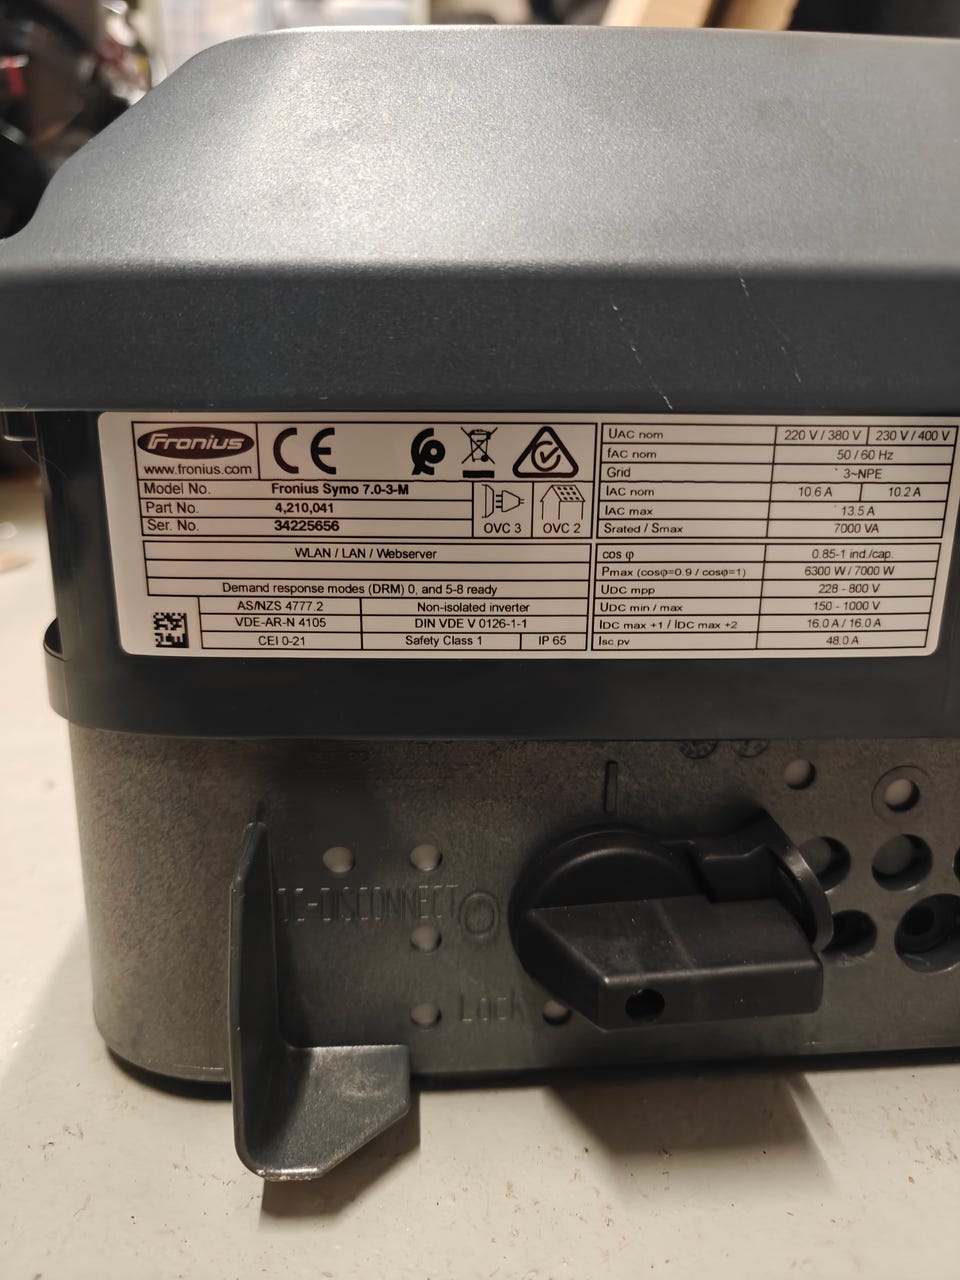 Fronius
www.fronius.com
CE
Model No. Fronius Symo 7.0-3-M
Part No. 4,210,041
Ser. No. 34225656
OVC 3 OVC 2
WLAN / LAN / Webserver
Demand response modes (DRM) 0, and 5-8 ready
AS/NZS 4777.2 Non-isolated inverter
VDE-AR-N 4105 DIN VDE V 0126-1-1
CEI 0-21 Safety Class 1 IP 65
UAC nom 220 V / 380 V 230 V / 400 V
fAC nom 50 / 60 Hz
Grid 3~NPE
IAC nom 10.6 A 10.2 A
IAC max 13.5 A
Srated / Smax 7000 VA
cos φ 0.85-1 ind./cap.
Pmax (cosφ=0.9 / cosφ=1) 6300 W / 7000 W
UDC mpp 228 - 800 V
UDC min / max 150 - 1000 V
IDC max +1 / IDC max +2 16.0 A / 16.0 A
Isc pv 48.0 A
DC-DISCONNECT
Lock